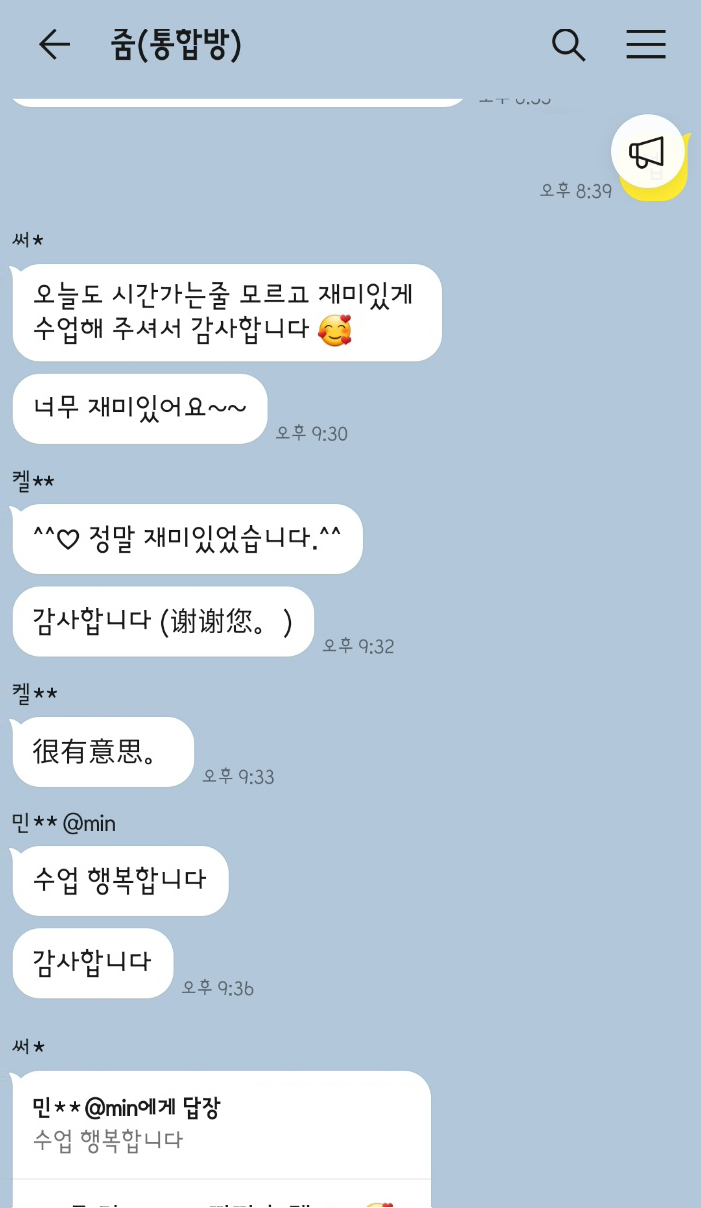 줌(통합방)
오후 8:39
써*
오늘도 시간가는줄 모르고 재미있게
수업해 주셔서 감사합니다 🥰
너무 재미있어요~~
오후 9:30
켈**
^^♡ 정말 재미있었습니다.^^
감사합니다 (谢谢您。)
오후 9:32
켈**
很有意思。
오후 9:33
민**@min
수업 행복합니다
감사합니다
오후 9:36
써*
민**@min에게 답장
수업 행복합니다